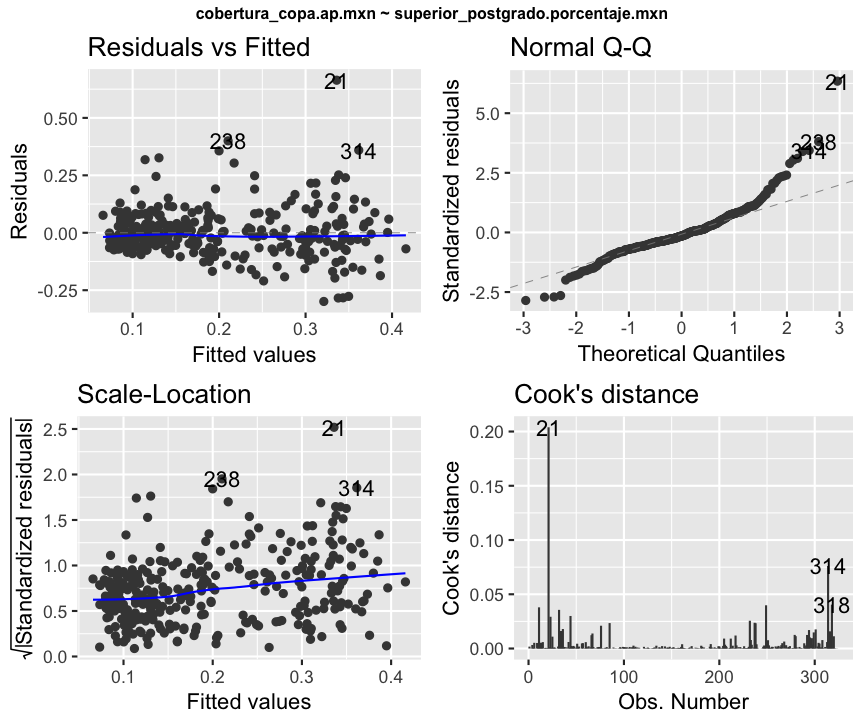 cobertura_copa.ap.mxn ~ superior_postgrado.porcentaje.mxn
Residuals vs Fitted
Residuals
0.50
0.25
0.00
-0.25
21
238
314
0.1 0.2 0.3 0.4
Fitted values
Normal Q-Q
Standardized residuals
5.0
2.5
0.0
-2.5
21
238
314
-3 -2 -1 0 1 2 3
Theoretical Quantiles
Scale-Location
√|Standardized residuals|
2.5
2.0
1.5
1.0
0.5
0.0
21
238
314
0.1 0.2 0.3 0.4
Fitted values
Cook's distance
Cook's distance
0.20
0.15
0.10
0.05
0.00
21
314
318
0 100 200 300
Obs. Number